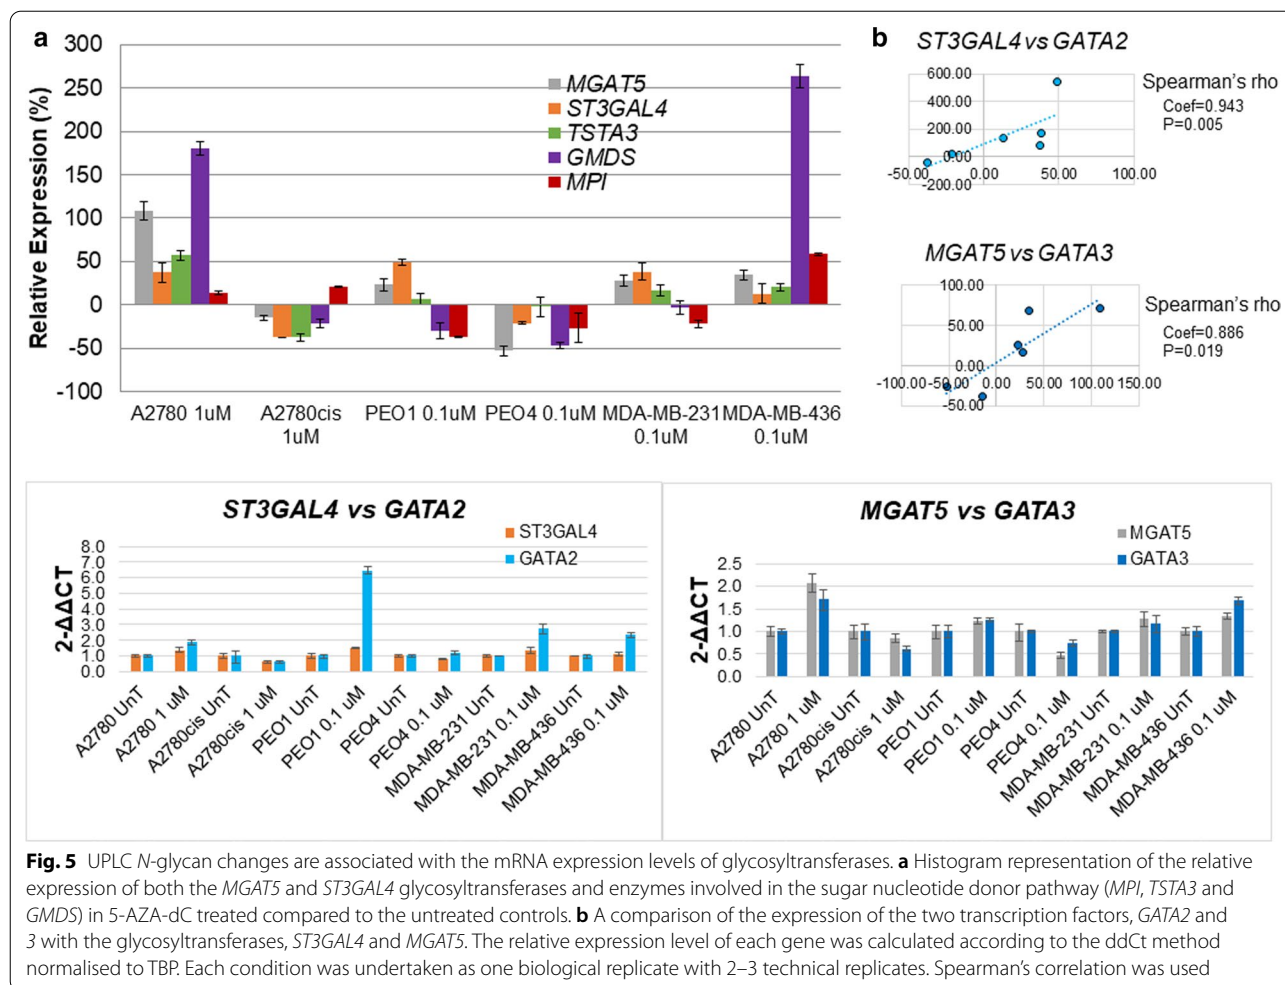 a
300
250
200
150
100
50
0
-50
-100
Relative Expression (%)
MGAT5
ST3GAL4
TSTA3
GMDS
MPI
A2780 1uM
A2780cis
1uM
PEO1 0.1uM
PEO4 0.1uM
MDA-MB-231
0.1uM
MDA-MB-436
0.1uM
b
ST3GAL4 vs GATA2
600.00
400.00
200.00
0.00
-200.00
-50.00
0.00
50.00
100.00
Spearman's rho
Coef=0.943
P=0.005
MGAT5 vs GATA3
100.00
50.00
0.00
-50.00
-100.00
-50.00
0.00
50.00
100.00
150.00
Spearman's rho
Coef=0.886
P=0.019
ST3GAL4 vs GATA2
ST3GAL4
GATA2
8.0
7.0
6.0
5.0
4.0
3.0
2.0
1.0
0.0
2-ΔΔCT
A2780 UnT
A2780 1 uM
A2780cis UnT
A2780cis 1 uM
PEO1 UnT
PEO1 0.1 uM
PEO4 UnT
PEO4 0.1 uM
MDA-MB-231 UnT
MDA-MB-231 0.1 uM
MDA-MB-436 UnT
MDA-MB-436 0.1 uM
MGAT5 vs GATA3
MGAT5
GATA3
2.5
2.0
1.5
1.0
0.5
0.0
2-ΔΔCT
A2780 UnT
A2780 1 uM
A2780cis UnT
A2780cis 1 uM
PEO1 UnT
PEO1 0.1 uM
PEO4 UnT
PEO4 0.1 uM
MDA-MB-231 UnT
MDA-MB-231 0.1 uM
MDA-MB-436 UnT
MDA-MB-436 0.1 uM
Fig. 5 UPLC N-glycan changes are associated with the mRNA expression levels of glycosyltransferases. a Histogram representation of the relative
expression of both the MGAT5 and ST3GAL4 glycosyltransferases and enzymes involved in the sugar nucleotide donor pathway (MPI, TSTA3 and
GMDS) in 5-AZA-dC treated compared to the untreated controls. b A comparison of the expression of the two transcription factors, GATA2 and
3 with the glycosyltransferases, ST3GAL4 and MGAT5. The relative expression level of each gene was calculated according to the ddCt method
normalised to TBP. Each condition was undertaken as one biological replicate with 2–3 technical replicates. Spearman's correlation was used